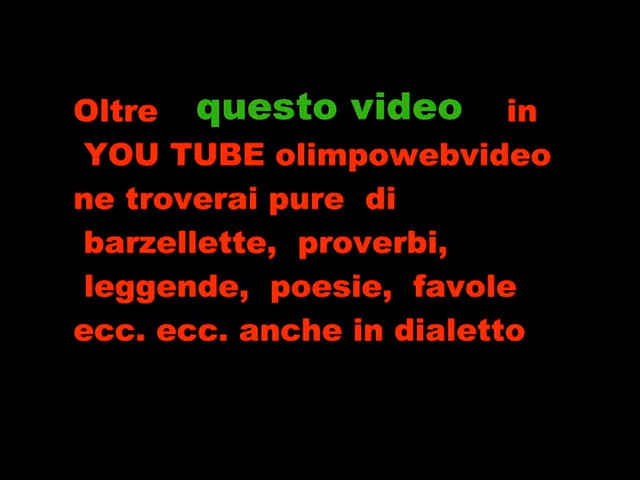 Oltre questo video in
YOU TUBE olimpowebvideo
ne troverai pure di
barzellette, proverbi,
leggende, poesie, favole
ecc. ecc. anche in dialetto